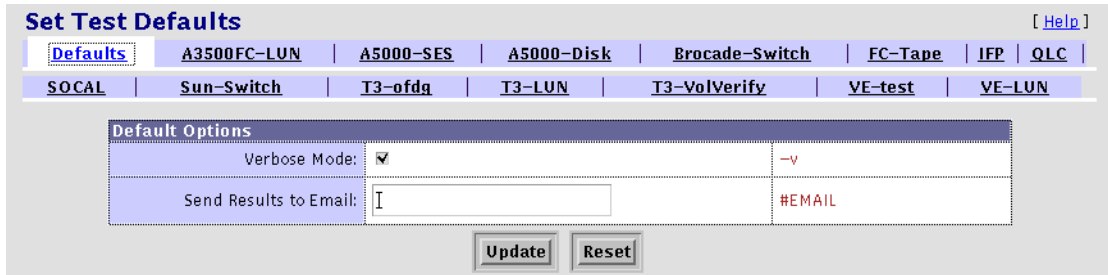 Set Test Defaults [ Help ]
Defaults A3500FC-LUN A5000-SES A5000-Disk Brocade-Switch FC-Tape IFP QLC
SOCAL Sun-Switch T3-ofdg T3-LUN T3-VolVerify VE-test VE-LUN
Default Options
Verbose Mode: -v
Send Results to Email: #EMAIL
Update Reset